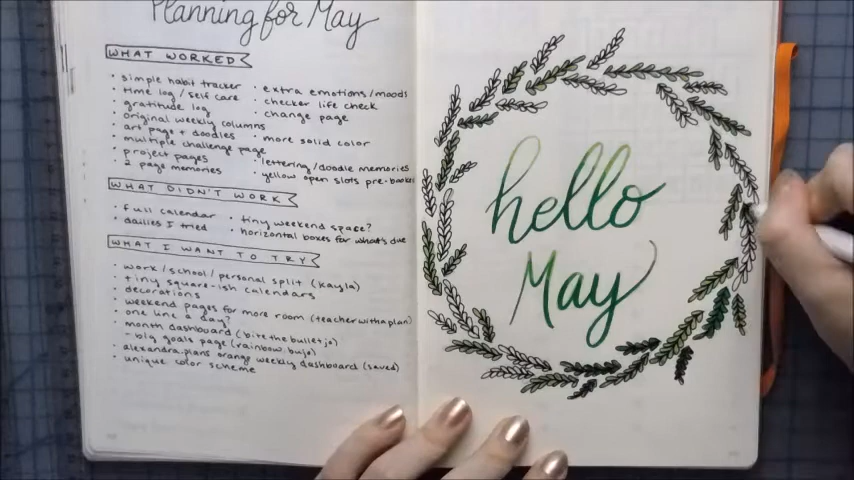 Planning for May
WHAT WORKED
• simple habit tracker
• time log / self care
• gratitude log
• original weekly columns
• art page + doodles
• multiple challenge page
• project pages
• 2 page memories
• extra emotions/moods
• checker life check
• change page
• more solid color
• lettering/doodle memories
• yellow open slots pre-booked
WHAT DIDN'T WORK
• full calendar
• dailies I tried
• tiny weekend space?
• horizontal boxes for what's due
WHAT I WANT TO TRY
• work/school/personal split (kayla)
• tiny square-ish calendars
• decorations
• weekend pages for more room (teacherwithaplan)
• one line a day?
• month dashboard (bitethebulletjo)
- big goals page (rainbow.bujo)
• alexandra.plans orange weekly dashboard (saved)
• unique color scheme
hello
May